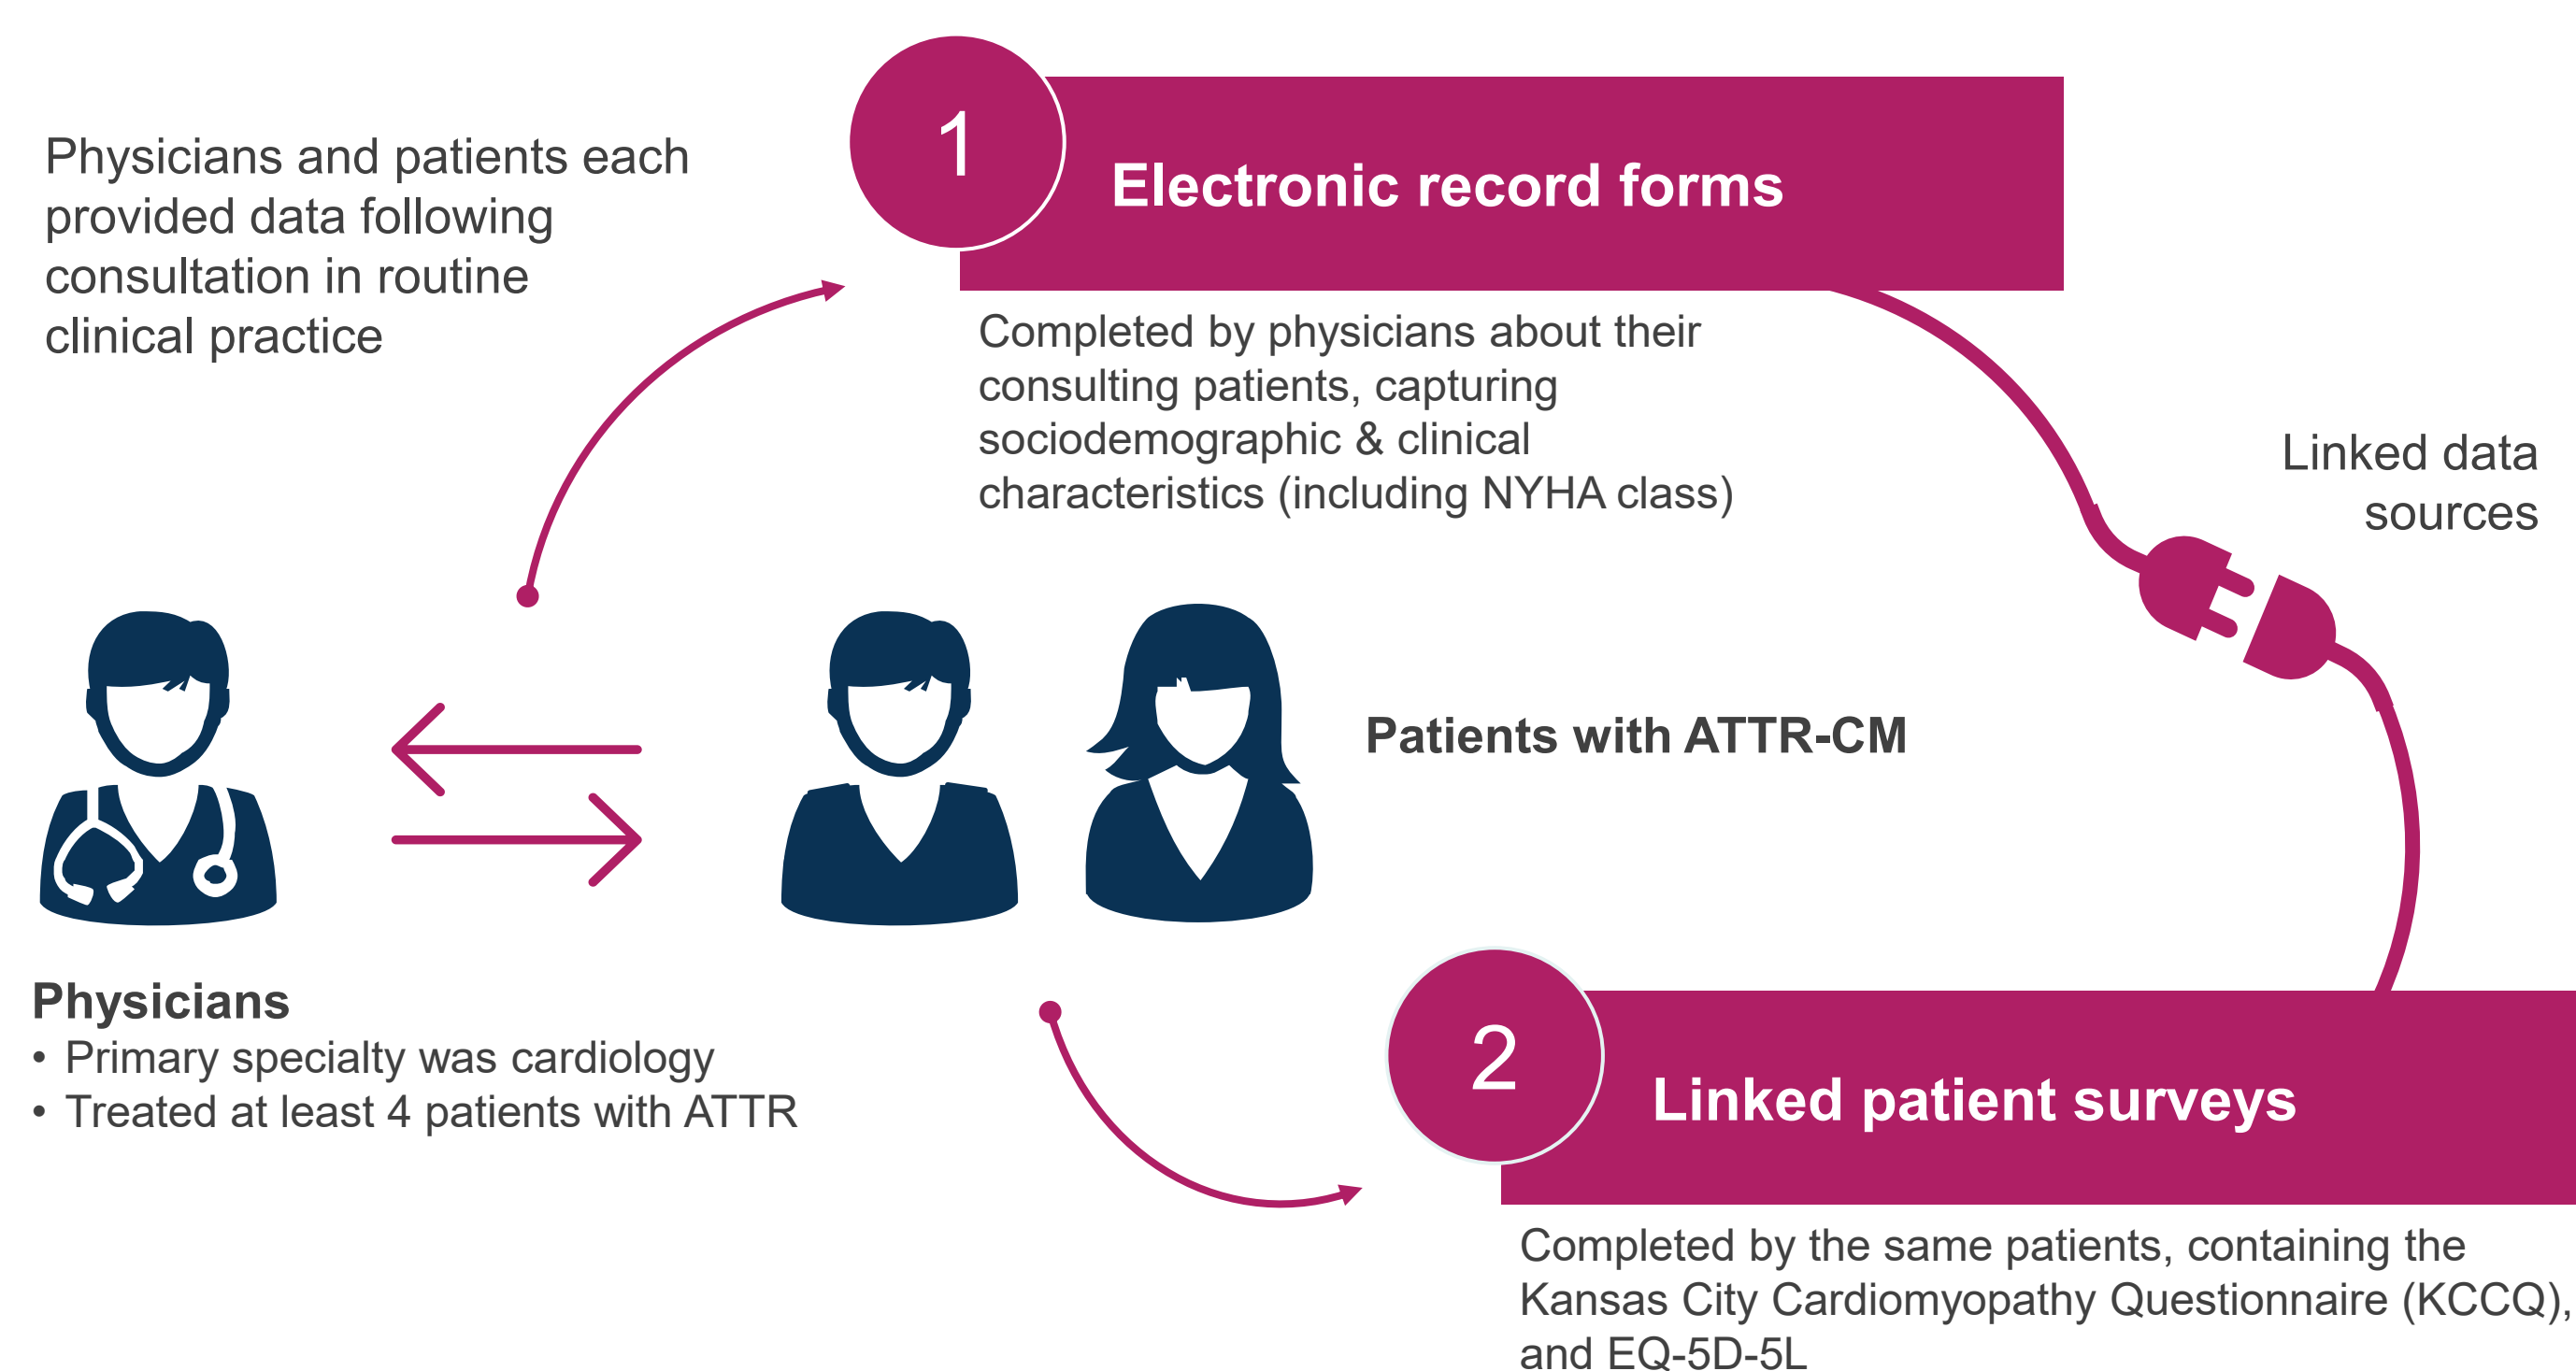 Physicians and patients each
provided data following
consultation in routine
clinical practice
1
Electronic record forms
Completed by physicians about their
consulting patients, capturing
sociodemographic & clinical
characteristics (including NYHA class)
Linked data
sources
Patients with ATTR-CM
Physicians
• Primary specialty was cardiology
• Treated at least 4 patients with ATTR
2
Linked patient surveys
Completed by the same patients, containing the
Kansas City Cardiomyopathy Questionnaire (KCCQ),
and EQ-5D-5L